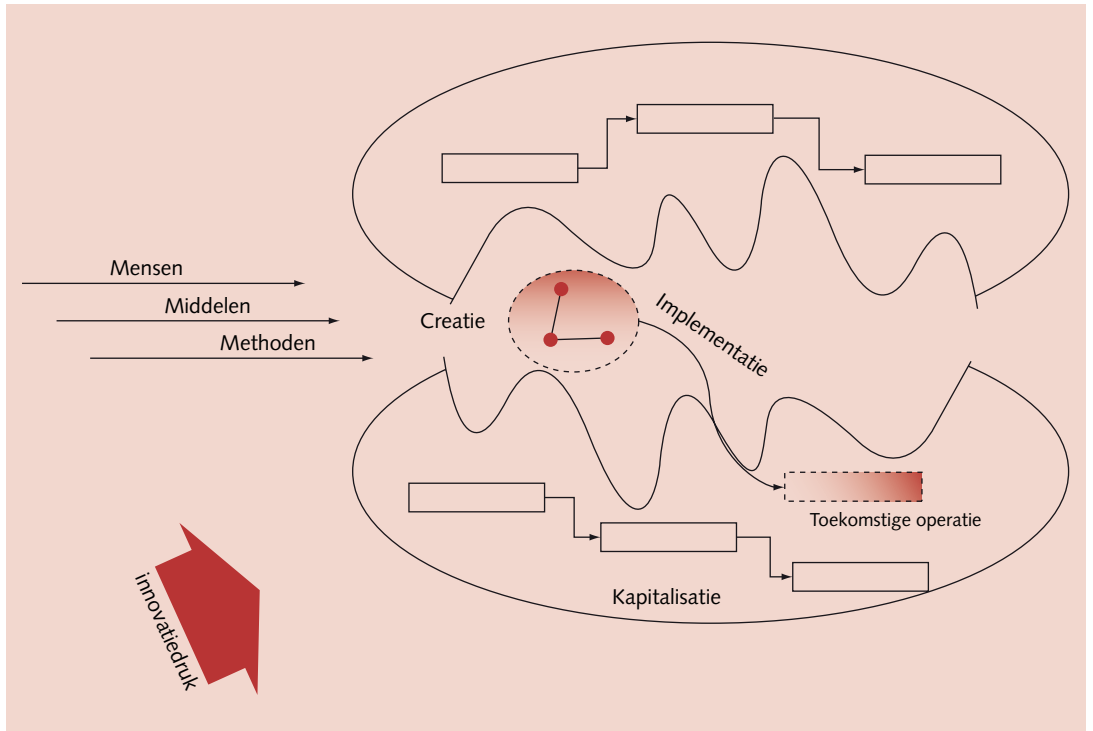 Mensen
Middelen
Methoden
Creatie
Implementatie
Toekomstige operatie
Kapitalisatie
innovatiedruk